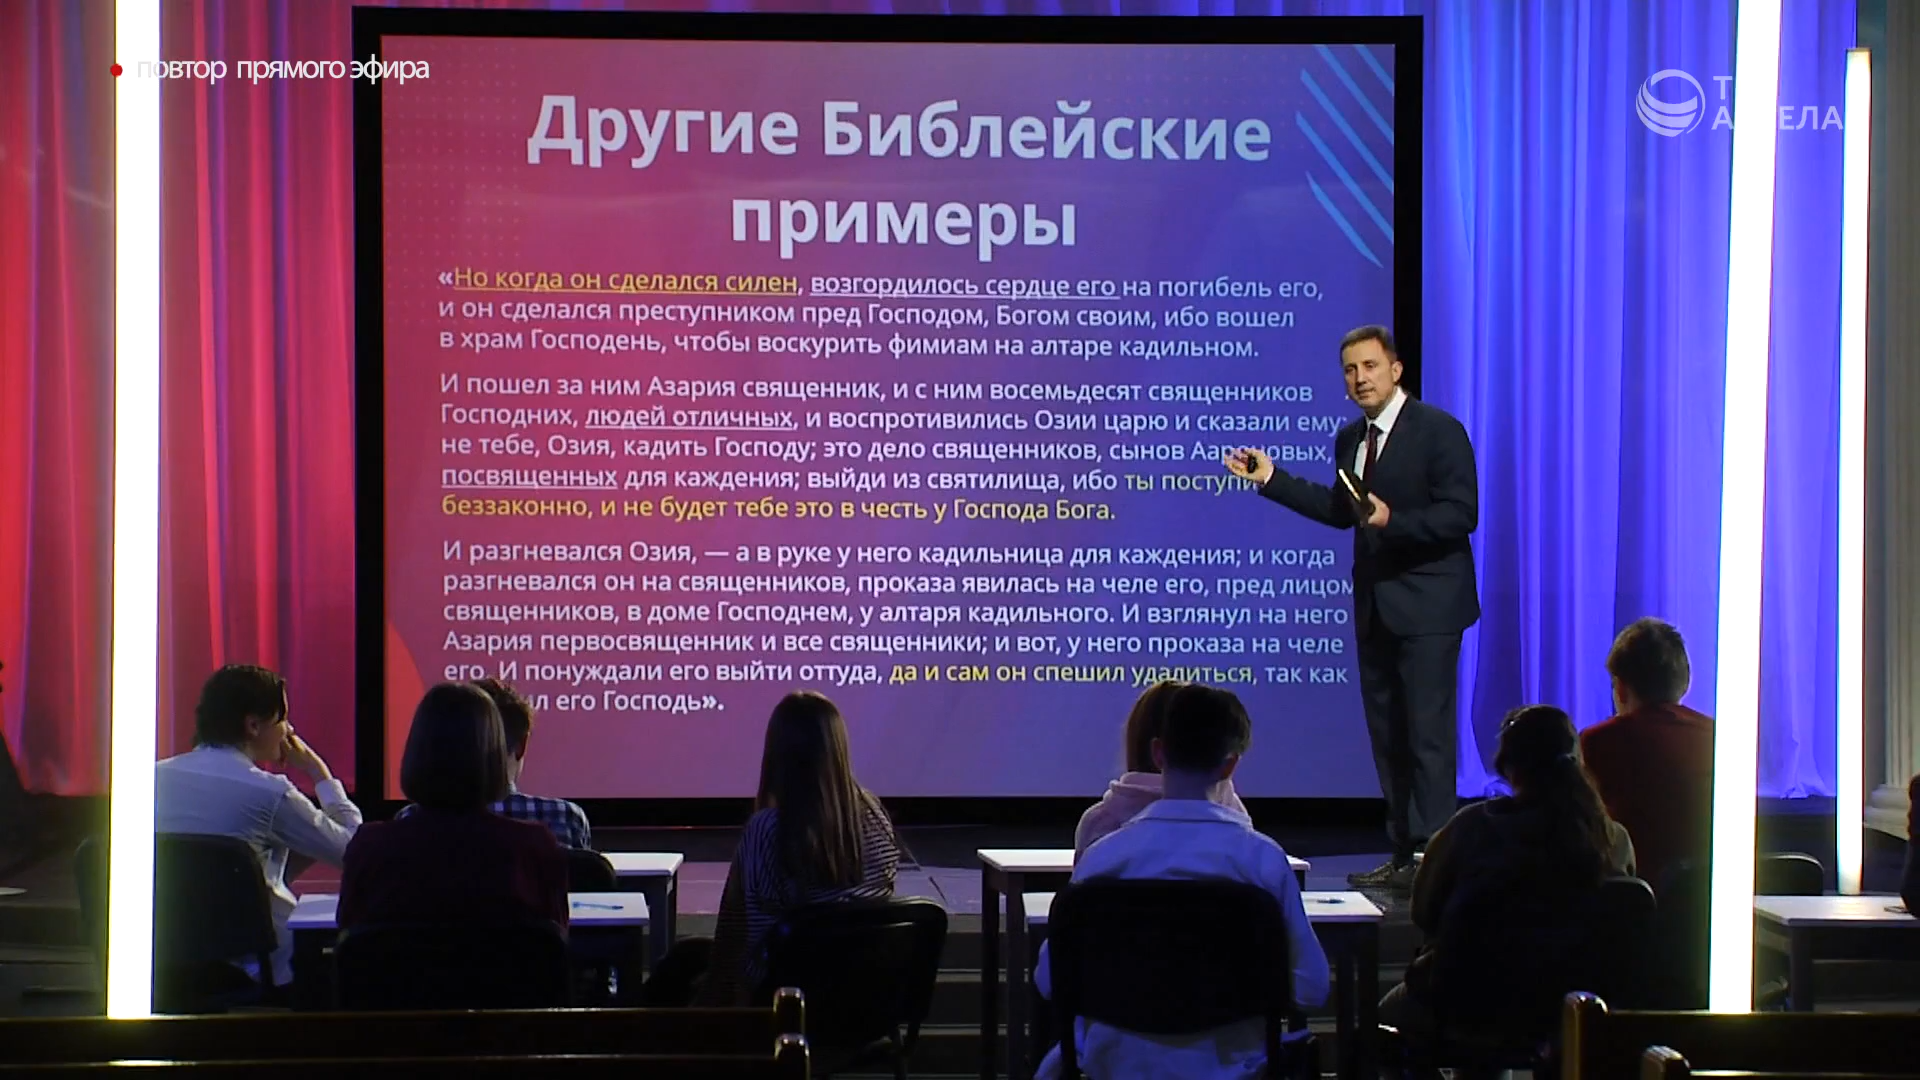 повтор прямого эфира
Другие Библейские
примеры
«Но когда он сделался силен, возгордилось сердце его на погибель его,
и он сделался преступником пред Господом, Богом своим, ибо вошел
в храм Господень, чтобы воскурить фимиам на алтаре кадильном.
И пошел за ним Азария священник, и с ним восемьдесят священников
Господних, людей отличных, и воспротивились Озии царю и сказали ему:
не тебе, Озия, кадить Господу; это дело священников, сынов
посвященных для каждения; выйди из святилища, ибо ты
беззаконно, и не будет тебе это в честь у Господа Бога.
И разгневался Озия, — а в руке у него кадильница для каждения; и когда
разгневался он на священников, проказа явилась на челе его, пред лицом
священников, в доме Господнем, у алтаря кадильного. И взглянул на него
Азария первосвященник и все священники; и вот, у него проказа на челе
его. И понуждали его выйти оттуда, да и сам он спешил удалиться, так как
его Господь».